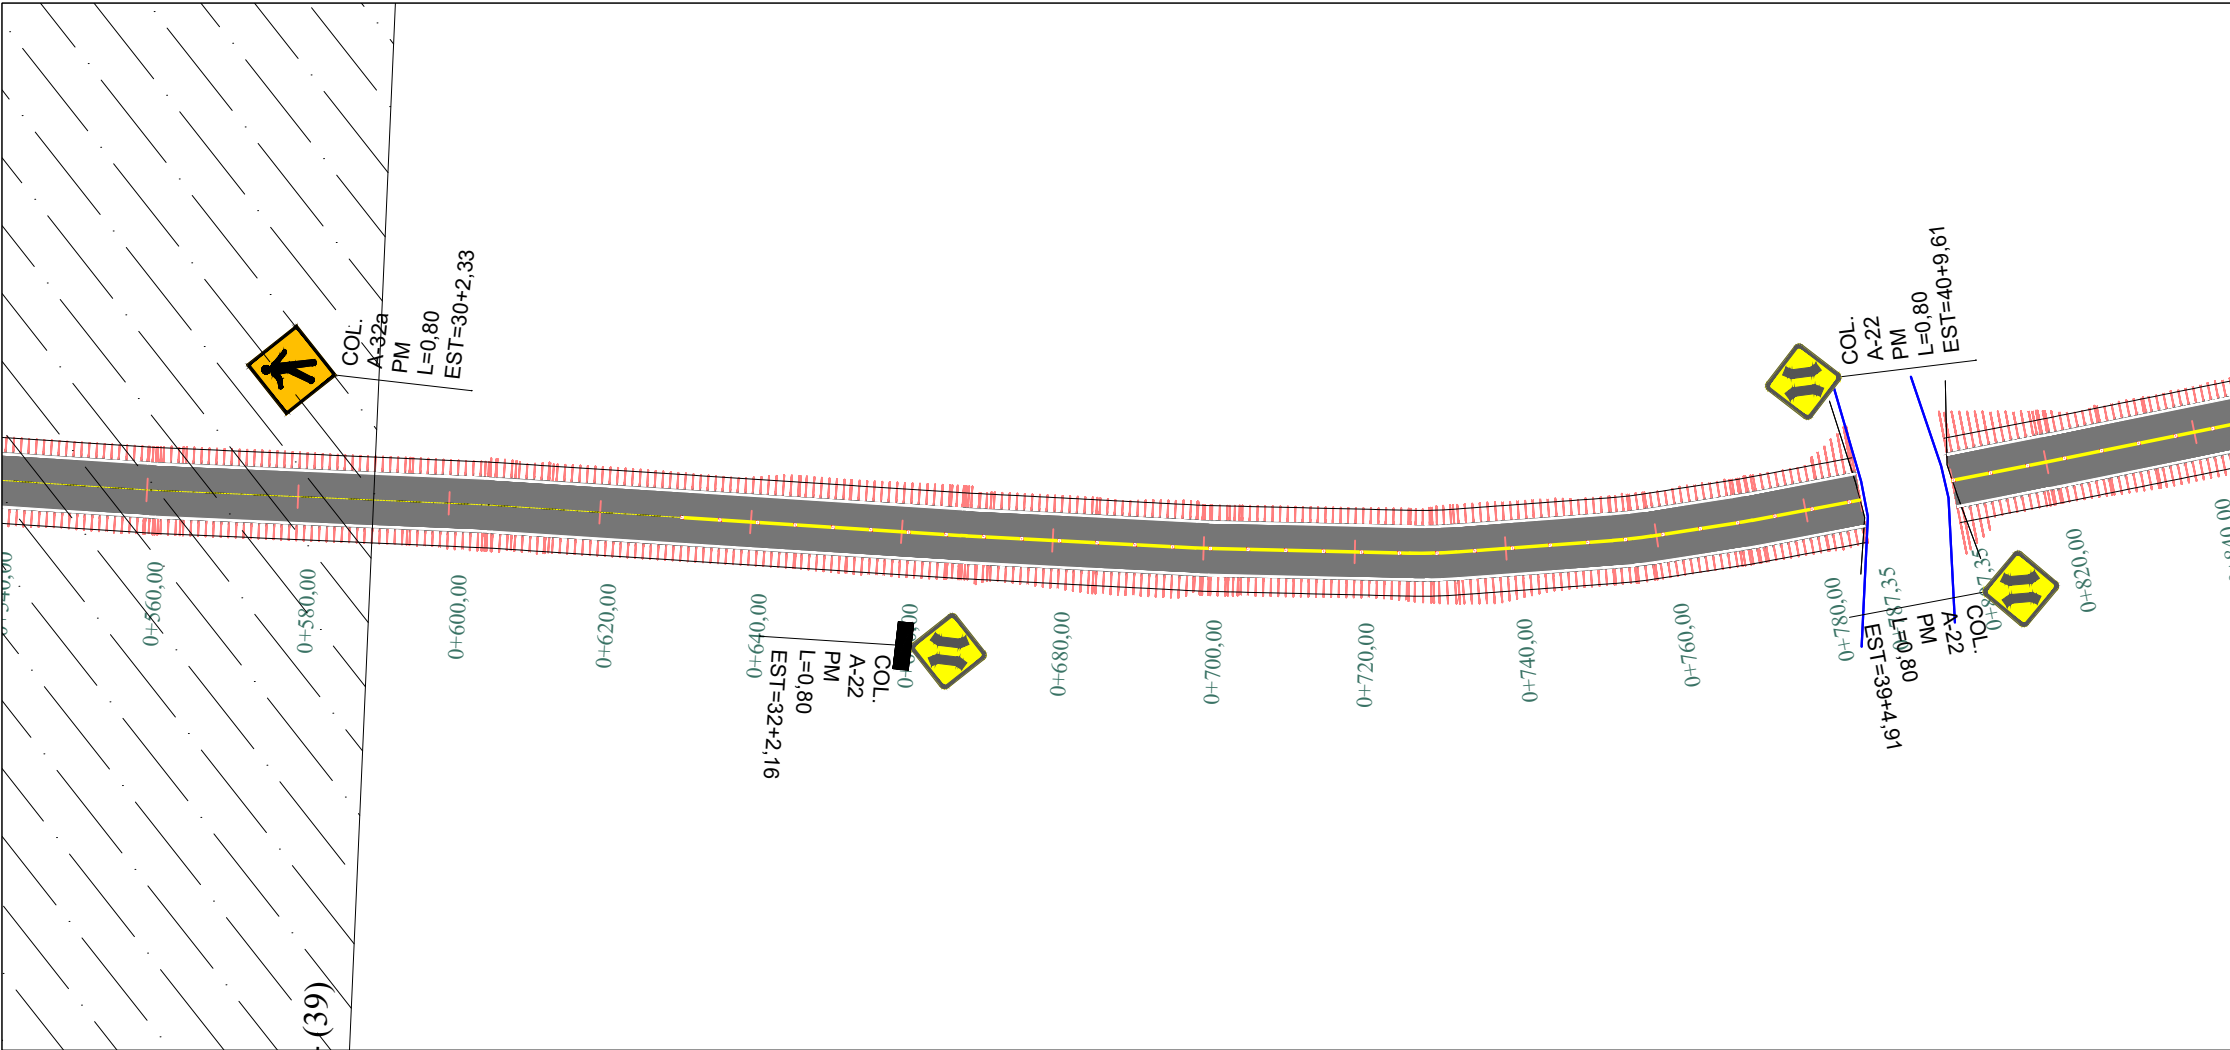 COL.
A-32a
PM
L=0,80
EST=30+2,33
COL.
A-22
PM
L=0,80
EST=40+9,61
0+560,00
0+580,00
0+600,00
0+620,00
0+640,00
0+680,00
0+700,00
0+720,00
0+740,00
0+760,00
0+780,00
0+787,35
0+820,00
COL.
A-22
PM
L=0,80
EST=32+2,16
COL.
A-22
PM
L=0,80
EST=39+4,91
(39)